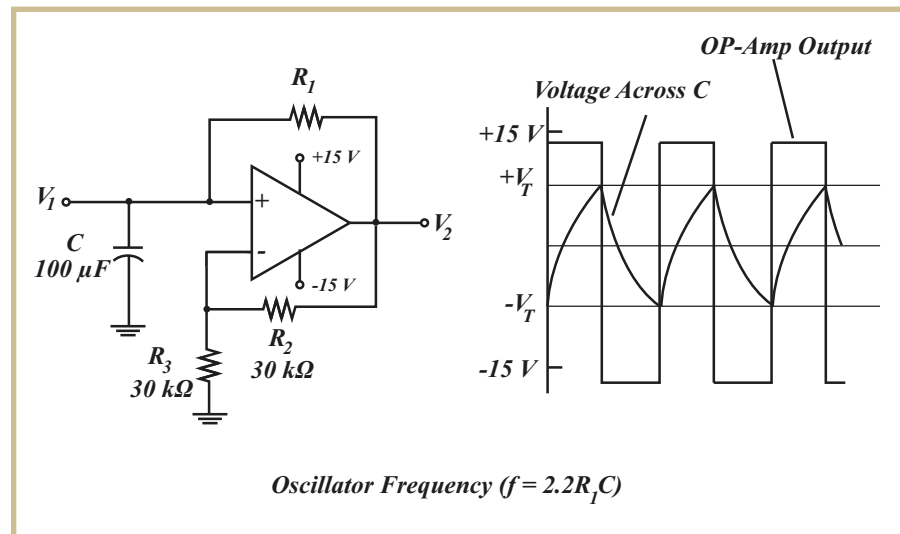 OP-Amp Output
Voltage Across C
R1
+15 V
V1
+
-
V2
C
100 µF
-15 V
R2
30 kΩ
R3
30 kΩ
+15 V
+VT
-VT
-15 V
Oscillator Frequency (f = 2.2R1C)